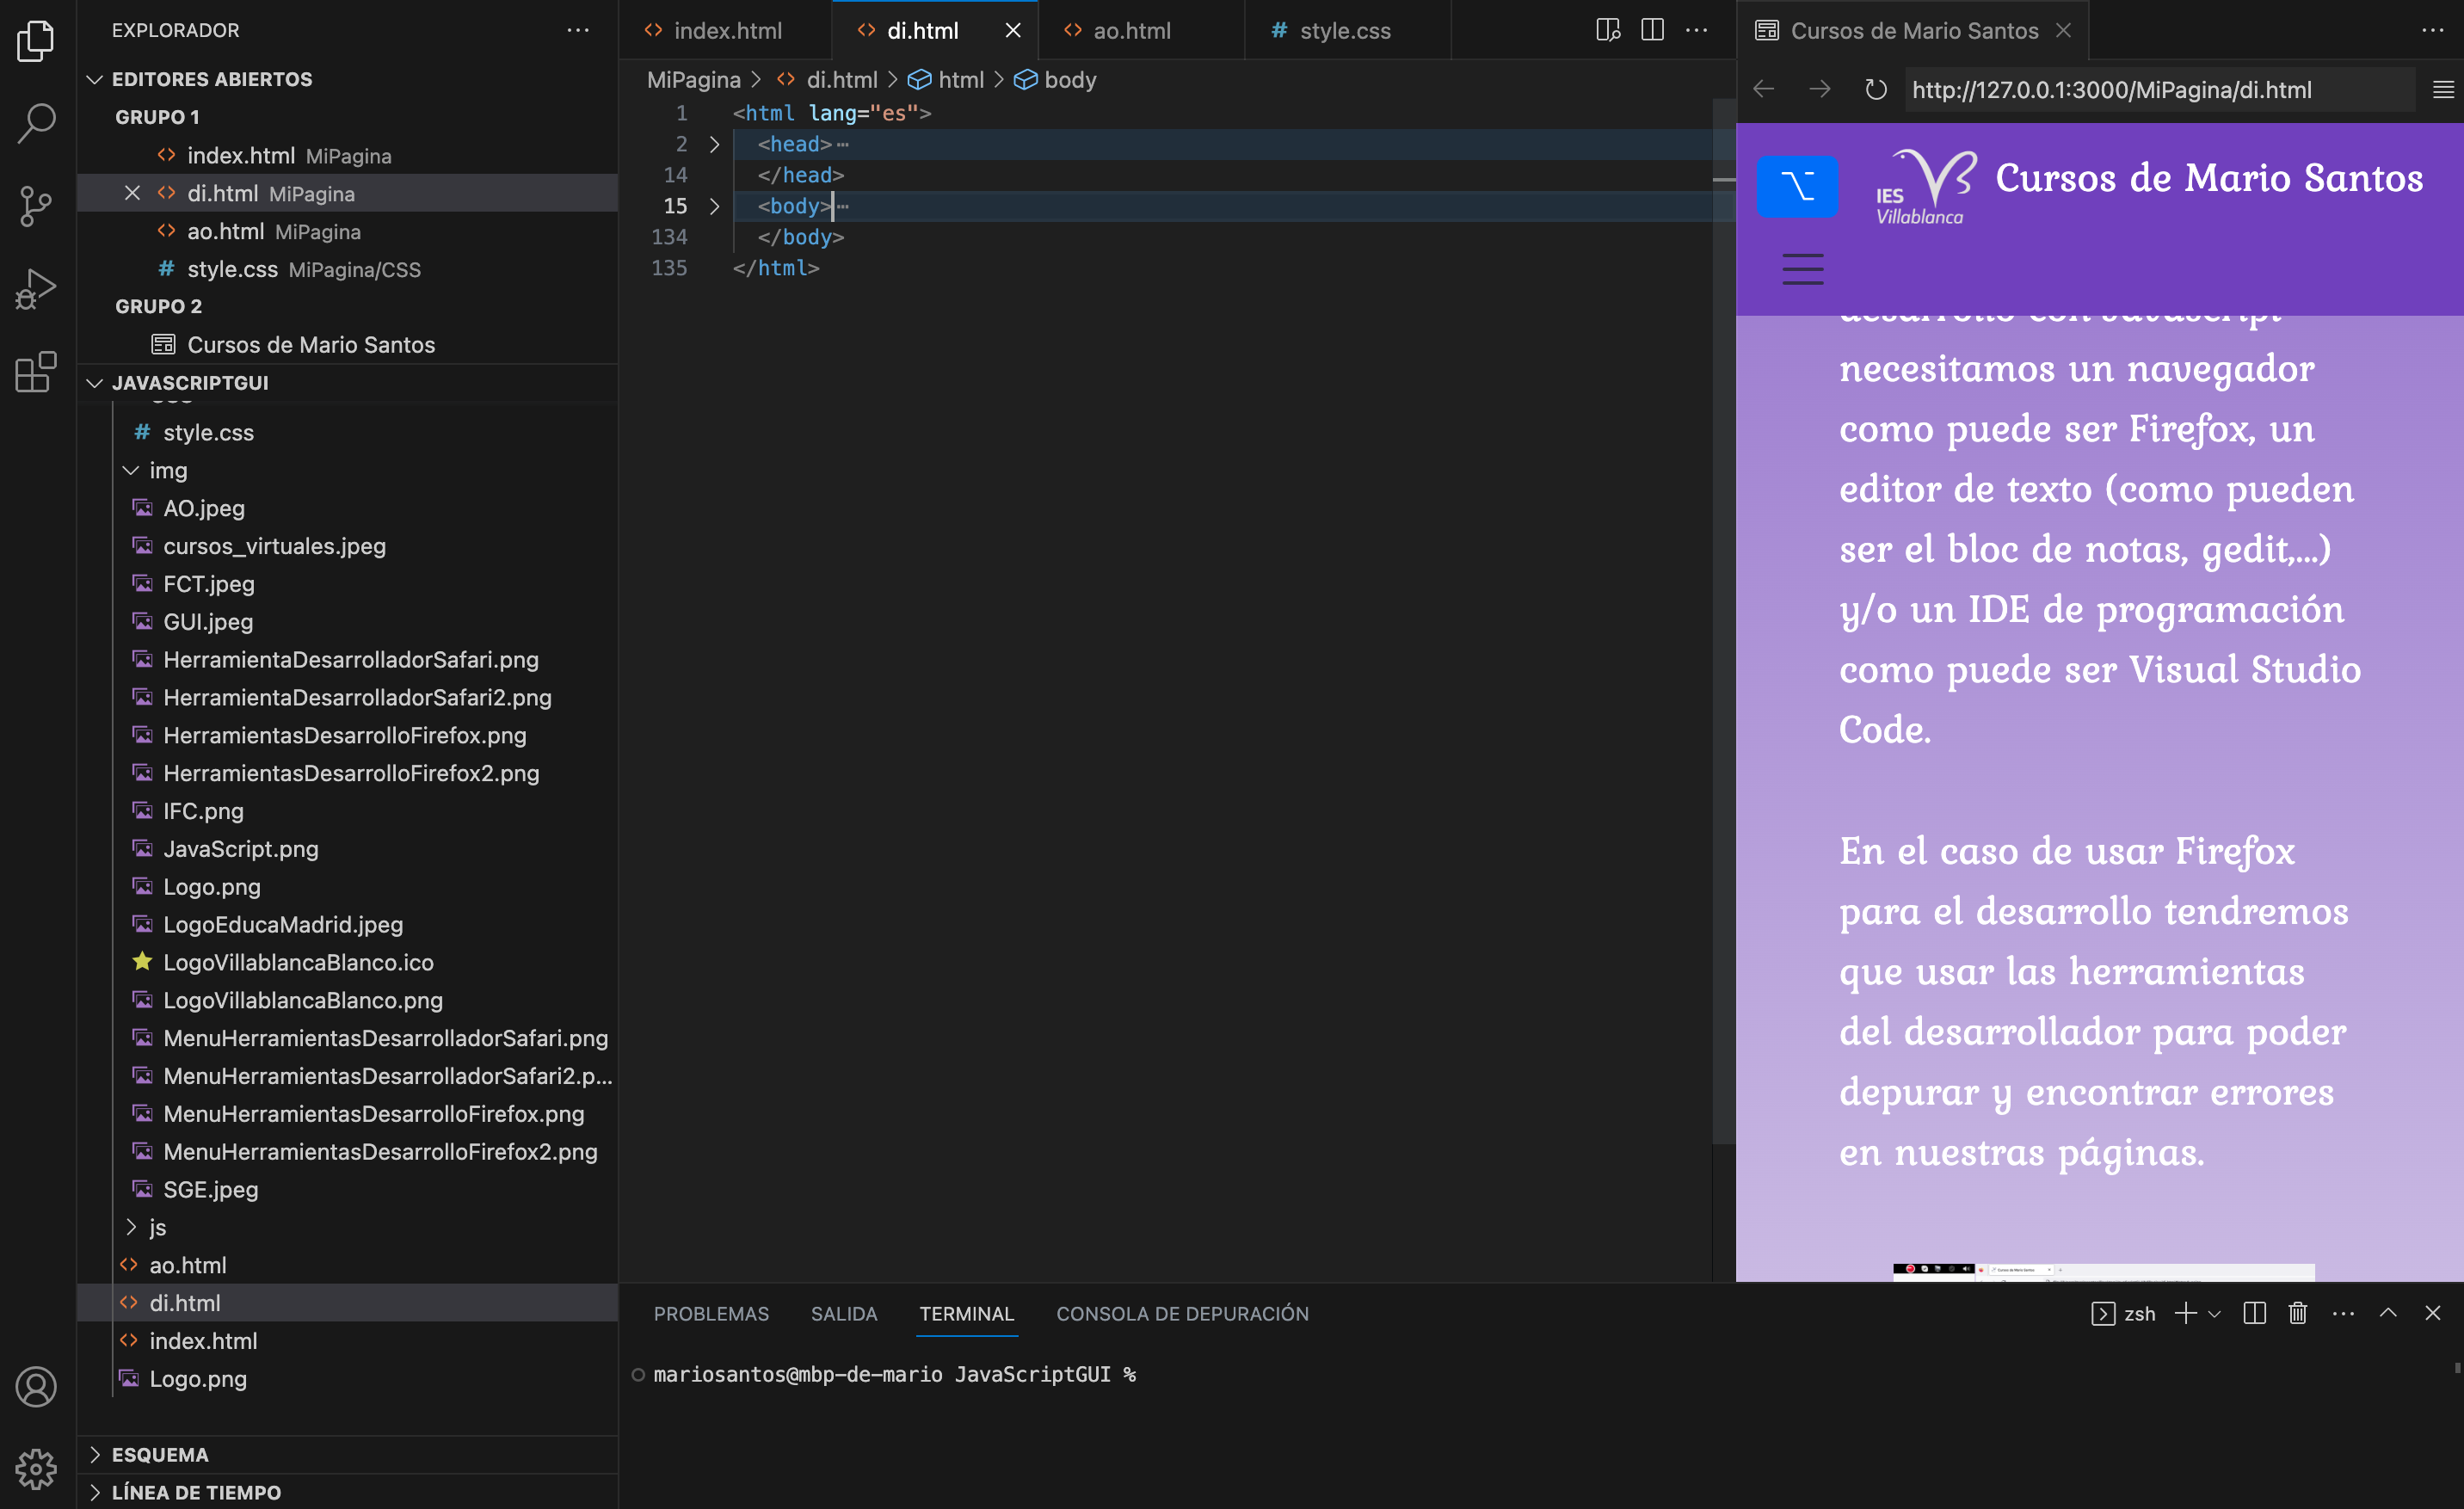 EXPLORADOR
EDITORES ABIERTOS
GRUPO 1
index.html MiPagina
di.html MiPagina
ao.html MiPagina
# style.css MiPagina/CSS
GRUPO 2
Cursos de Mario Santos
JAVASCRIPTGUI
# style.css
img
AO.jpeg
cursos_virtuales.jpeg
FCT.jpeg
GUI.jpeg
HerramientaDesarrolladorSafari.png
HerramientaDesarrolladorSafari2.png
HerramientasDesarrolloFirefox.png
HerramientasDesarrolloFirefox2.png
IFC.png
JavaScript.png
Logo.png
LogoEducaMadrid.jpeg
LogoVillablancaBlanco.ico
LogoVillablancaBlanco.png
MenuHerramientasDesarrolladorSafari.png
MenuHerramientasDesarrolladorSafari2.p...
MenuHerramientasDesarrolloFirefox.png
MenuHerramientasDesarrolloFirefox2.png
SGE.jpeg
js
ao.html
di.html
index.html
Logo.png
ESQUEMA
LÍNEA DE TIEMPO
index.html di.html ao.html # style.css
MiPagina > di.html > html > body
1 <html lang="es">
2 <head>
14 </head>
15 <body>
134 </body>
135 </html>
PROBLEMAS SALIDA TERMINAL CONSOLA DE DEPURACIÓN
zsh
mariosantos@mbp-de-mario JavaScriptGUI %
Cursos de Mario Santos
http://127.0.0.1:3000/MiPagina/di.html
IES
Villablanca
Cursos de Mario Santos
desarrollo con Javascript
necesitamos un navegador
como puede ser Firefox, un
editor de texto (como pueden
ser el bloc de notas, gedit,...)
y/o un IDE de programación
como puede ser Visual Studio
Code.
En el caso de usar Firefox
para el desarrollo tendremos
que usar las herramientas
del desarrollador para poder
depurar y encontrar errores
en nuestras páginas.